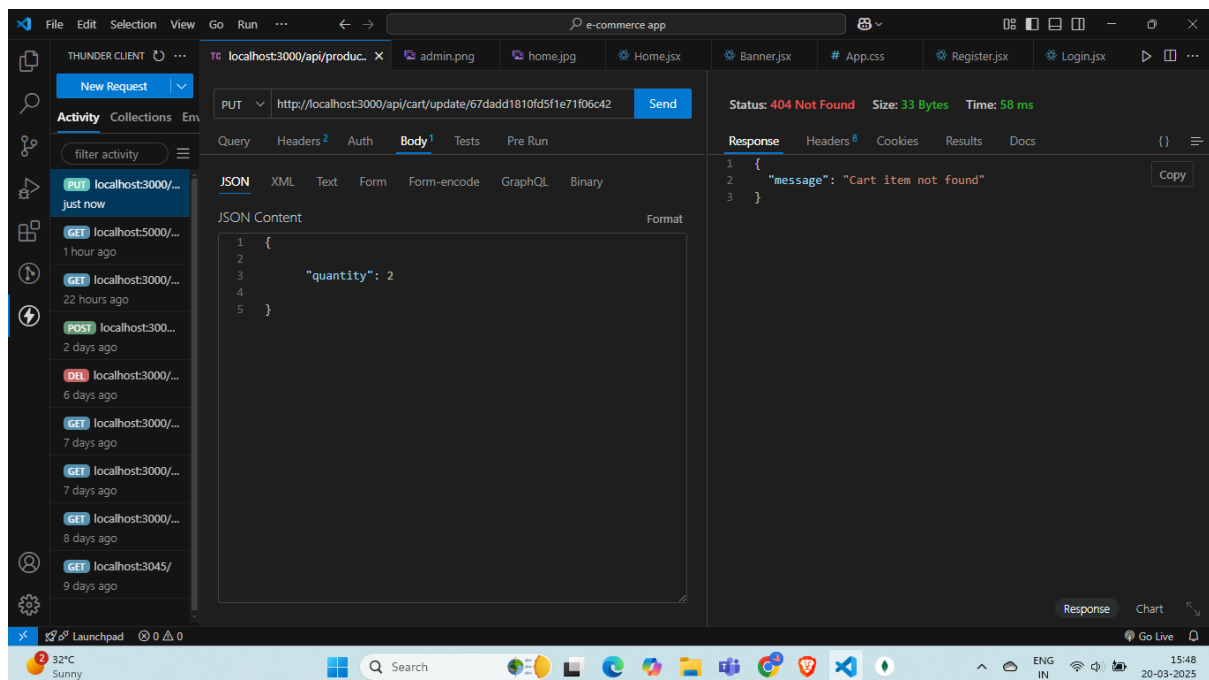 File Edit Selection View Go Run ··· e-commerce app
THUNDER CLIENT ···
New Request
Activity Collections Env
filter activity
PUT localhost:3000/...
just now
GET localhost:5000/...
1 hour ago
GET localhost:3000/...
22 hours ago
POST localhost:300...
2 days ago
DEL localhost:3000/...
6 days ago
GET localhost:3000/...
7 days ago
GET localhost:3000/...
7 days ago
GET localhost:3000/...
8 days ago
GET localhost:3045/
9 days ago
TC localhost:3000/api/produc.. admin.png home.jpg Home.jsx Banner.jsx # App.css Register.jsx Login.jsx ···
PUT http://localhost:3000/api/cart/update/67dadd1810fd5f1e71f06c42 Send
Query Headers 2 Auth Body 1 Tests Pre Run
JSON XML Text Form Form-encode GraphQL Binary
JSON Content Format
1 {
2
3 "quantity": 2
4
5 }
Status: 404 Not Found Size: 33 Bytes Time: 58 ms
Response Headers 8 Cookies Results Docs {}
1 {
2 "message": "Cart item not found"
3 }
Copy
Response Chart
Launchpad 0 0 Go Live
2 32°C
Sunny
Search
ENG
IN
15:48
20-03-2025